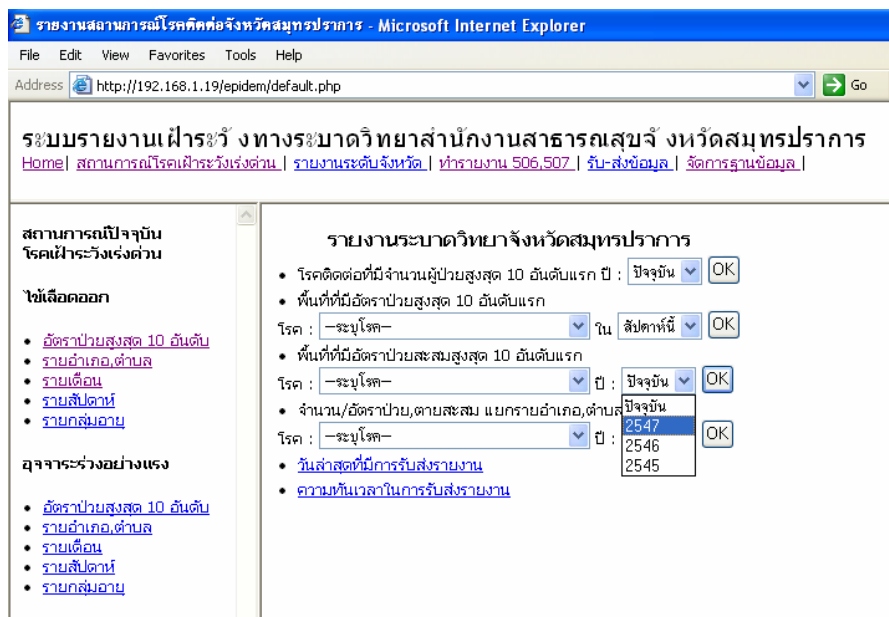 รายงานสถานการณ์โรคติดต่อจังหวัดสมุทรปราการ - Microsoft Internet Explorer
File Edit View Favorites Tools Help
Address http://192.168.1.19/epidem/default.php Go
ระบบรายงานเฝ้าระวังทางระบาดวิทยาสำนักงานสาธารณสุขจังหวัดสมุทรปราการ
Home| สถานการณ์โรคเฝ้าระวังเร่งด่วน | รายงานระดับจังหวัด | ทำรายงาน 506,507 | รับ-ส่งข้อมูล | จัดการฐานข้อมูล |
สถานการณ์ปัจจุบัน
โรคเฝ้าระวังเร่งด่วน
ไข้เลือดออก
อัตราป่วยสูงสุด 10 อันดับ
รายอำเภอ,ตำบล
รายเดือน
รายสัปดาห์
รายกลุ่มอายุ
อุจจาระร่วงอย่างแรง
อัตราป่วยสูงสุด 10 อันดับ
รายอำเภอ,ตำบล
รายเดือน
รายสัปดาห์
รายกลุ่มอายุ
รายงานระบาดวิทยาจังหวัดสมุทรปราการ
โรคติดต่อที่มีจำนวนผู้ป่วยสูงสุด 10 อันดับแรก ปี : ปัจจุบัน OK
พื้นที่ที่มีอัตราป่วยสูงสุด 10 อันดับแรก
โรค : --ระบุโรค-- ใน สัปดาห์นี้ OK
พื้นที่ที่มีอัตราป่วยสะสมสูงสุด 10 อันดับแรก
โรค : --ระบุโรค-- ปี : ปัจจุบัน OK
จำนวน/อัตราป่วย,ตายสะสม แยกรายอำเภอ,ตำบล
โรค : --ระบุโรค-- ปี : OK
ปัจจุบัน
2547
2546
2545
วันล่าสุดที่มีการรับส่งรายงาน
ความทันเวลาในการรับส่งรายงาน